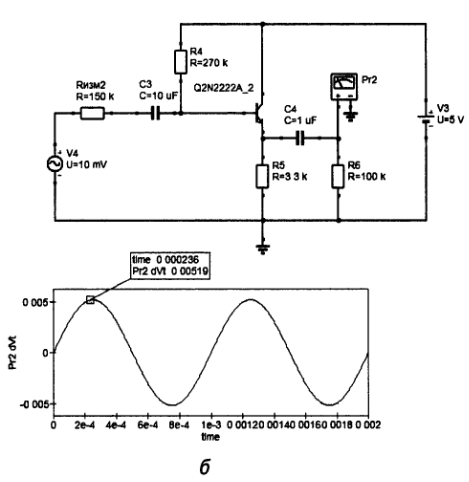 R4
R=270 k
Rизм2
R=150 k
C3
C=10 uF
Q2N2222A_2
Pr2
C4
C=1 uF
V3
U=5 V
V4
U=10 mV
R5
R=3 3 k
R6
R=100 k
time 0 000236
Pr2 dVt 0 00519
0 005
0
-0 005
Pr2 dVt
0 2e-4 4e-4 6e-4 8e-4 1e-3 0 00120 00140 00160 0018 0 002
time
б